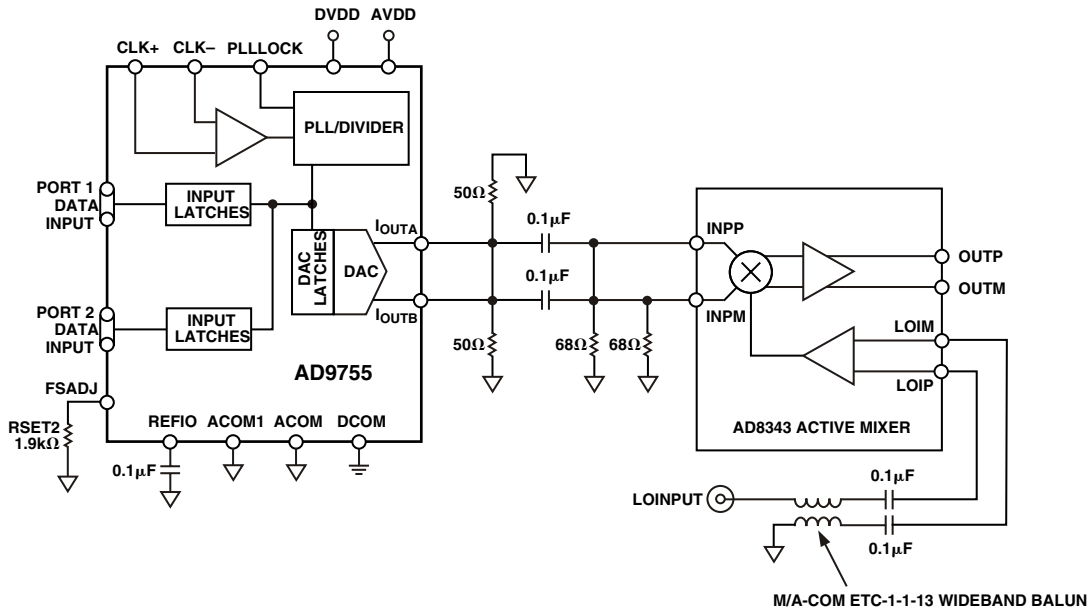 DVDD AVDD
CLK+ CLK– PLLLOCK
PLL/DIVIDER
PORT 1
DATA
INPUT
INPUT
LATCHES
DAC
LATCHES
DAC
IOUTA
IOUTB
PORT 2
DATA
INPUT
INPUT
LATCHES
AD9755
FSADJ
RSET2
1.9kΩ
REFIO ACOM1 ACOM DCOM
0.1μF
50Ω
0.1μF
0.1μF
50Ω
68Ω 68Ω
INPP
INPM
OUTP
OUTM
LOIM
LOIP
AD8343 ACTIVE MIXER
LOINPUT
0.1μF
0.1μF
M/A-COM ETC-1-1-13 WIDEBAND BALUN